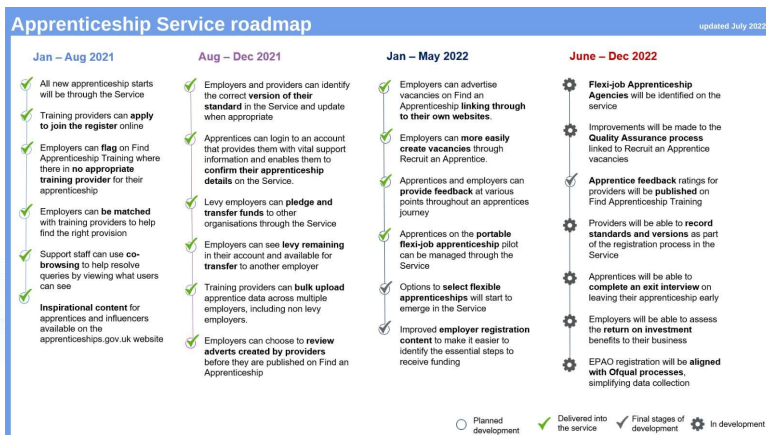 Apprenticeship Service roadmap
updated July 2022
Jan – Aug 2021
All new apprenticeship starts
will be through the Service
Training providers can apply
to join the register online
Employers can flag on Find
Apprenticeship Training where
there in no appropriate
training provider for their
apprenticeship
Employers can be matched
with training providers to help
find the right provision
Support staff can use co-
browsing to help resolve
queries by viewing what users
can see
Inspirational content for
apprentices and influencers
available on the
apprenticeships.gov.uk website
Aug – Dec 2021
Employers and providers can identify
the correct version of their
standard in the Service and update
when appropriate
Apprentices can login to an account
that provides them with vital support
information and enables them to
confirm their apprenticeship
details on the Service.
Levy employers can pledge and
transfer funds to other
organisations through the Service
Employers can see levy remaining
in their account and available for
transfer to another employer
Training providers can bulk upload
apprentice data across multiple
employers, including non levy
employers.
Employers can choose to review
adverts created by providers
before they are published on Find an
Apprenticeship
Jan – May 2022
Employers can advertise
vacancies on Find an
Apprenticeship linking through
to their own websites.
Employers can more easily
create vacancies through
Recruit an Apprentice.
Apprentices and employers can
provide feedback at various
points throughout an apprentices
journey
Apprentices on the portable
flexi-job apprenticeship pilot
can be managed through the
Service
Options to select flexible
apprenticeships will start to
emerge in the Service
Improved employer registration
content to make it easier to
identify the essential steps to
receive funding
June – Dec 2022
Flexi-job Apprenticeship
Agencies will be identified on the
service
Improvements will be made to the
Quality Assurance process
linked to Recruit an Apprentice
vacancies
Apprentice feedback ratings for
providers will be published on
Find Apprenticeship Training
Providers will be able to record
standards and versions as part
of the registration process in the
Service
Apprentices will be able to
complete an exit interview on
leaving their apprenticeship early
Employers will be able to assess
the return on investment
benefits to their business
EPAO registration will be aligned
with Ofqual processes,
simplifying data collection
Planned
development
Delivered into
the service
Final stages of
development
In development